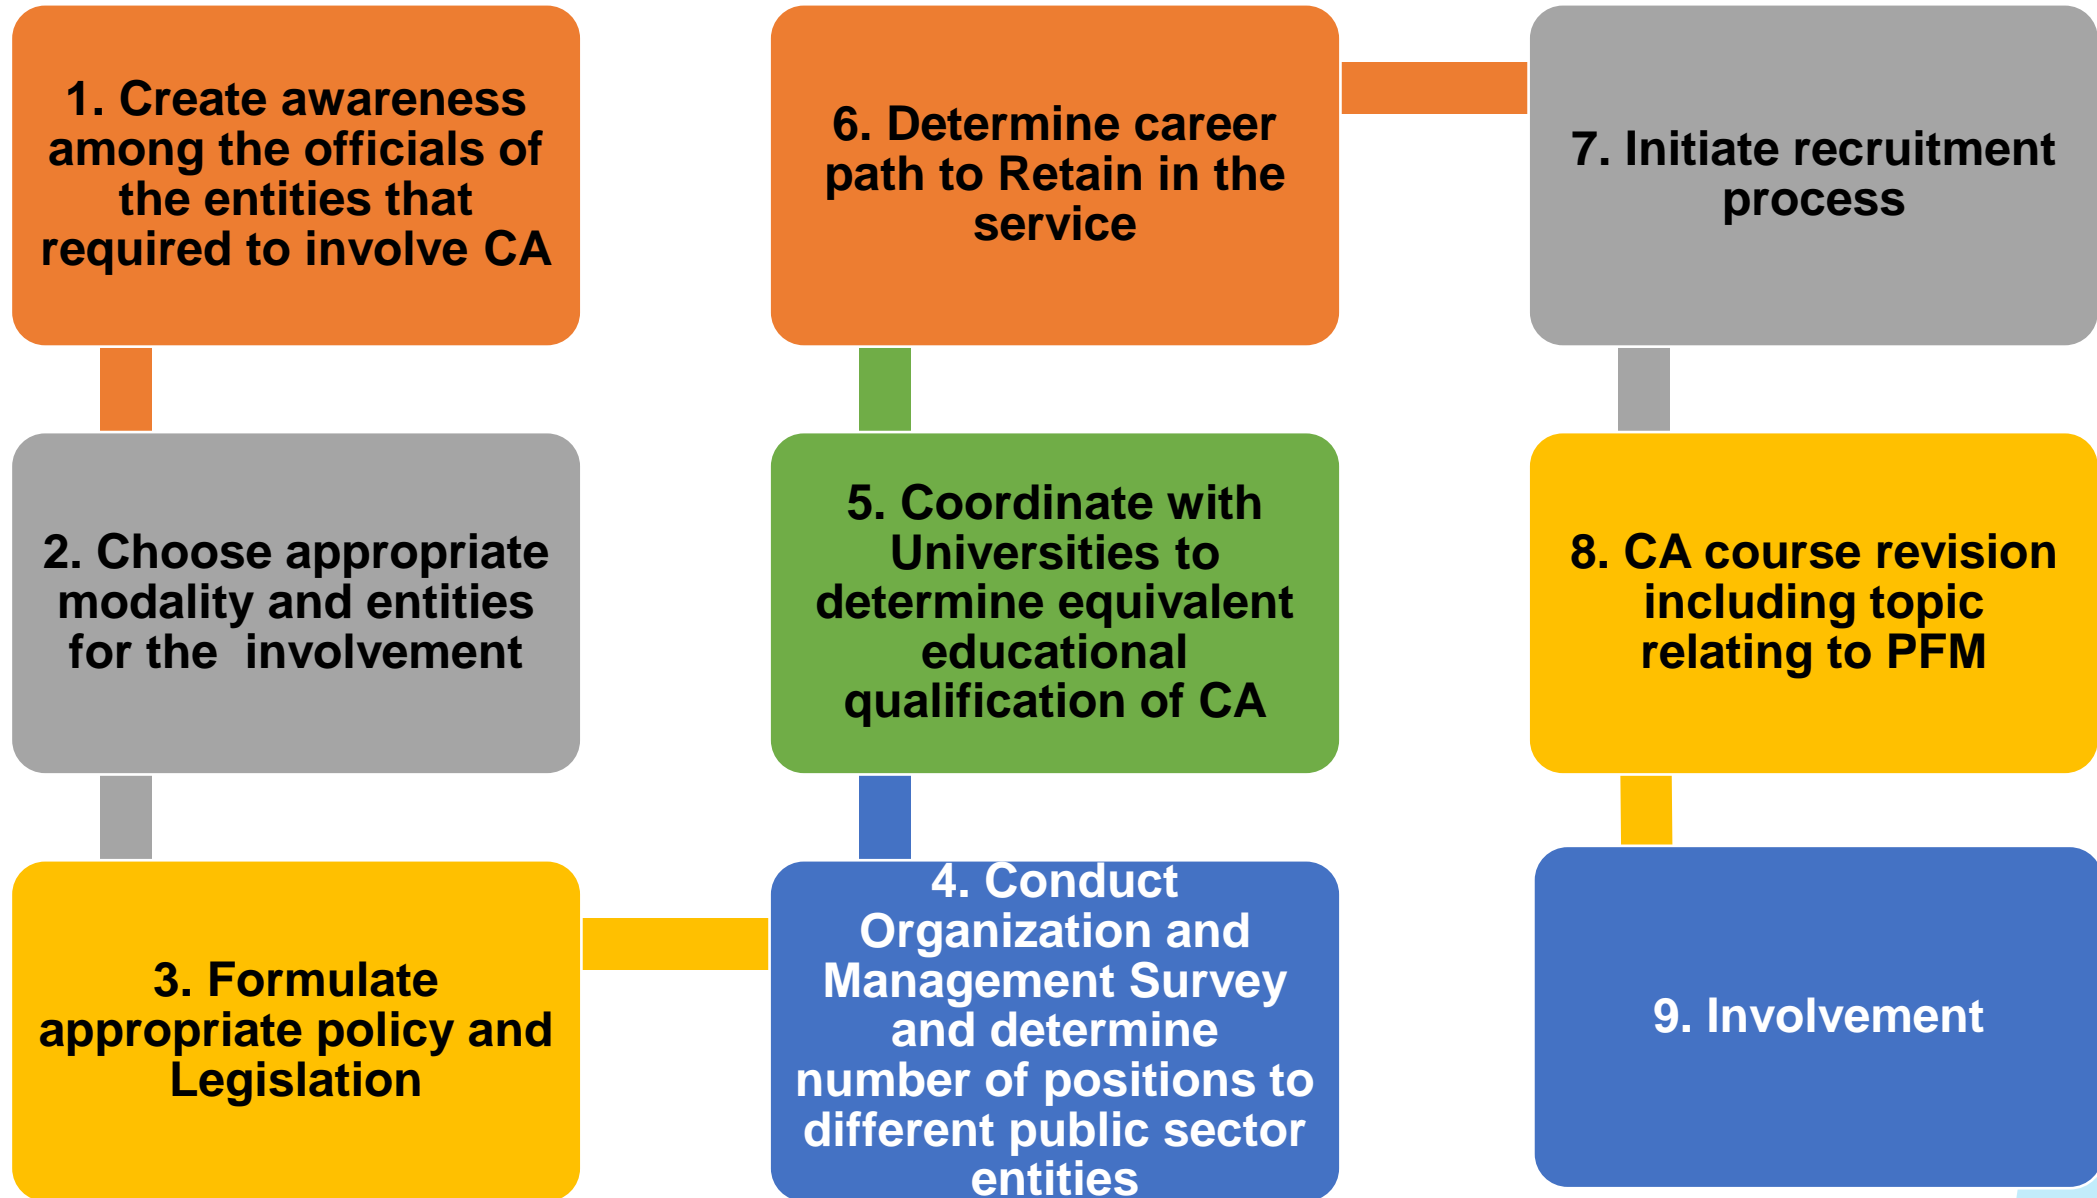 1. Create awareness
among the officials of
the entities that
required to involve CA
2. Choose appropriate
modality and entities
for the  involvement
3. Formulate
appropriate policy and
Legislation
4. Conduct
Organization and
Management Survey
and determine
number of positions to
different public sector
entities
5. Coordinate with
Universities to
determine equivalent
educational
qualification of CA
6. Determine career
path to Retain in the
service
7. Initiate recruitment
process
8. CA course revision
including topic
relating to PFM
9. Involvement